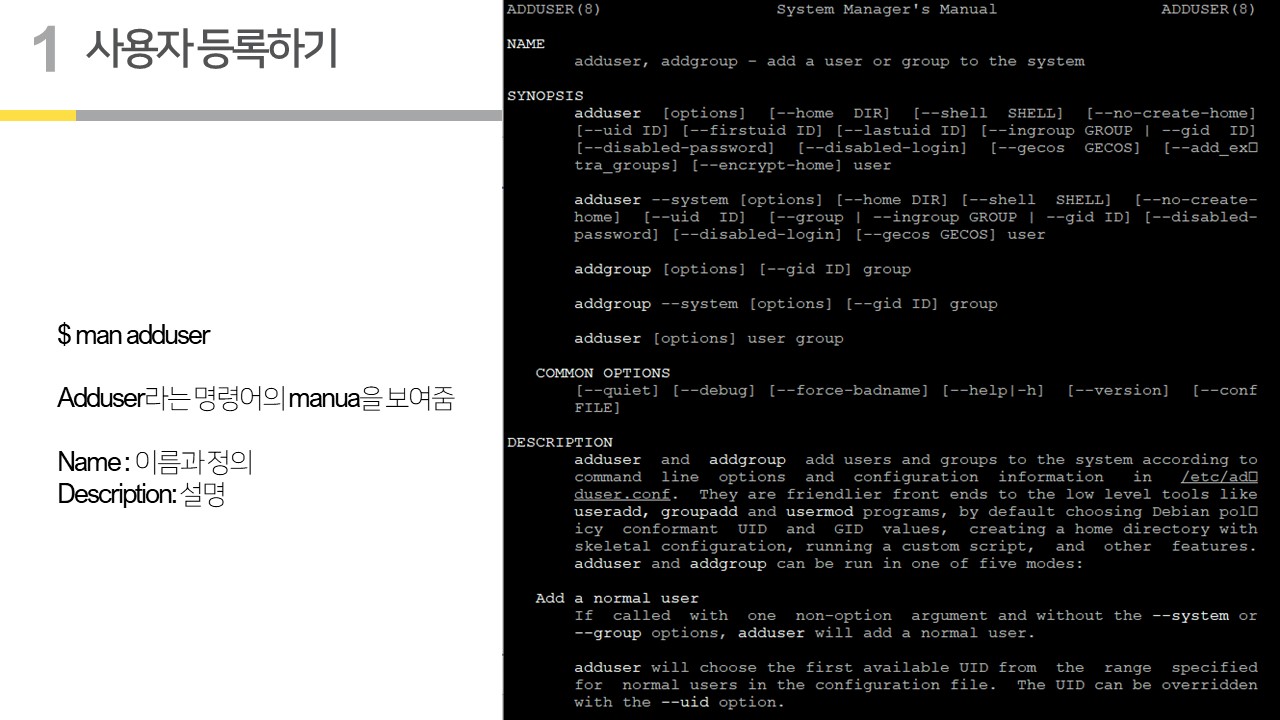 1 사용자 등록하기
$ man adduser
Adduser라는 명령어의 manua을 보여줌
Name : 이름과 정의
Description: 설명
ADDUSER(8) System Manager's Manual ADDUSER(8)
NAME
adduser, addgroup - add a user or group to the system
SYNOPSIS
adduser [options] [--home DIR] [--shell SHELL] [--no-create-home]
[--uid ID] [--firstuid ID] [--lastuid ID] [--ingroup GROUP | --gid ID]
[--disabled-password] [--disabled-login] [--gecos GECOS] [--add_ex□
tra_groups] [--encrypt-home] user
adduser --system [options] [--home DIR] [--shell SHELL] [--no-create-
home] [--uid ID] [--group | --ingroup GROUP | --gid ID] [--disabled-
password] [--disabled-login] [--gecos GECOS] user
addgroup [options] [--gid ID] group
addgroup --system [options] [--gid ID] group
adduser [options] user group
COMMON OPTIONS
[--quiet] [--debug] [--force-badname] [--help|-h] [--version] [--conf
FILE]
DESCRIPTION
adduser and addgroup add users and groups to the system according to
command line options and configuration information in /etc/ad□
duser.conf. They are friendlier front ends to the low level tools like
useradd, groupadd and usermod programs, by default choosing Debian pol□
icy conformant UID and GID values, creating a home directory with
skeletal configuration, running a custom script, and other features.
adduser and addgroup can be run in one of five modes:
Add a normal user
If called with one non-option argument and without the --system or
--group options, adduser will add a normal user.
adduser will choose the first available UID from the range specified
for normal users in the configuration file. The UID can be overridden
with the --uid option.